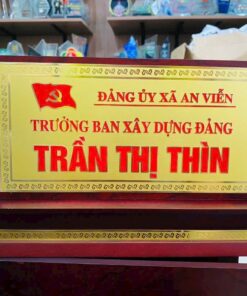 ĐẢNG ỦY XÃ AN VIỄN
TRƯỞNG BAN XÂY DỰNG ĐẢNG
TRẦN THỊ THÌN